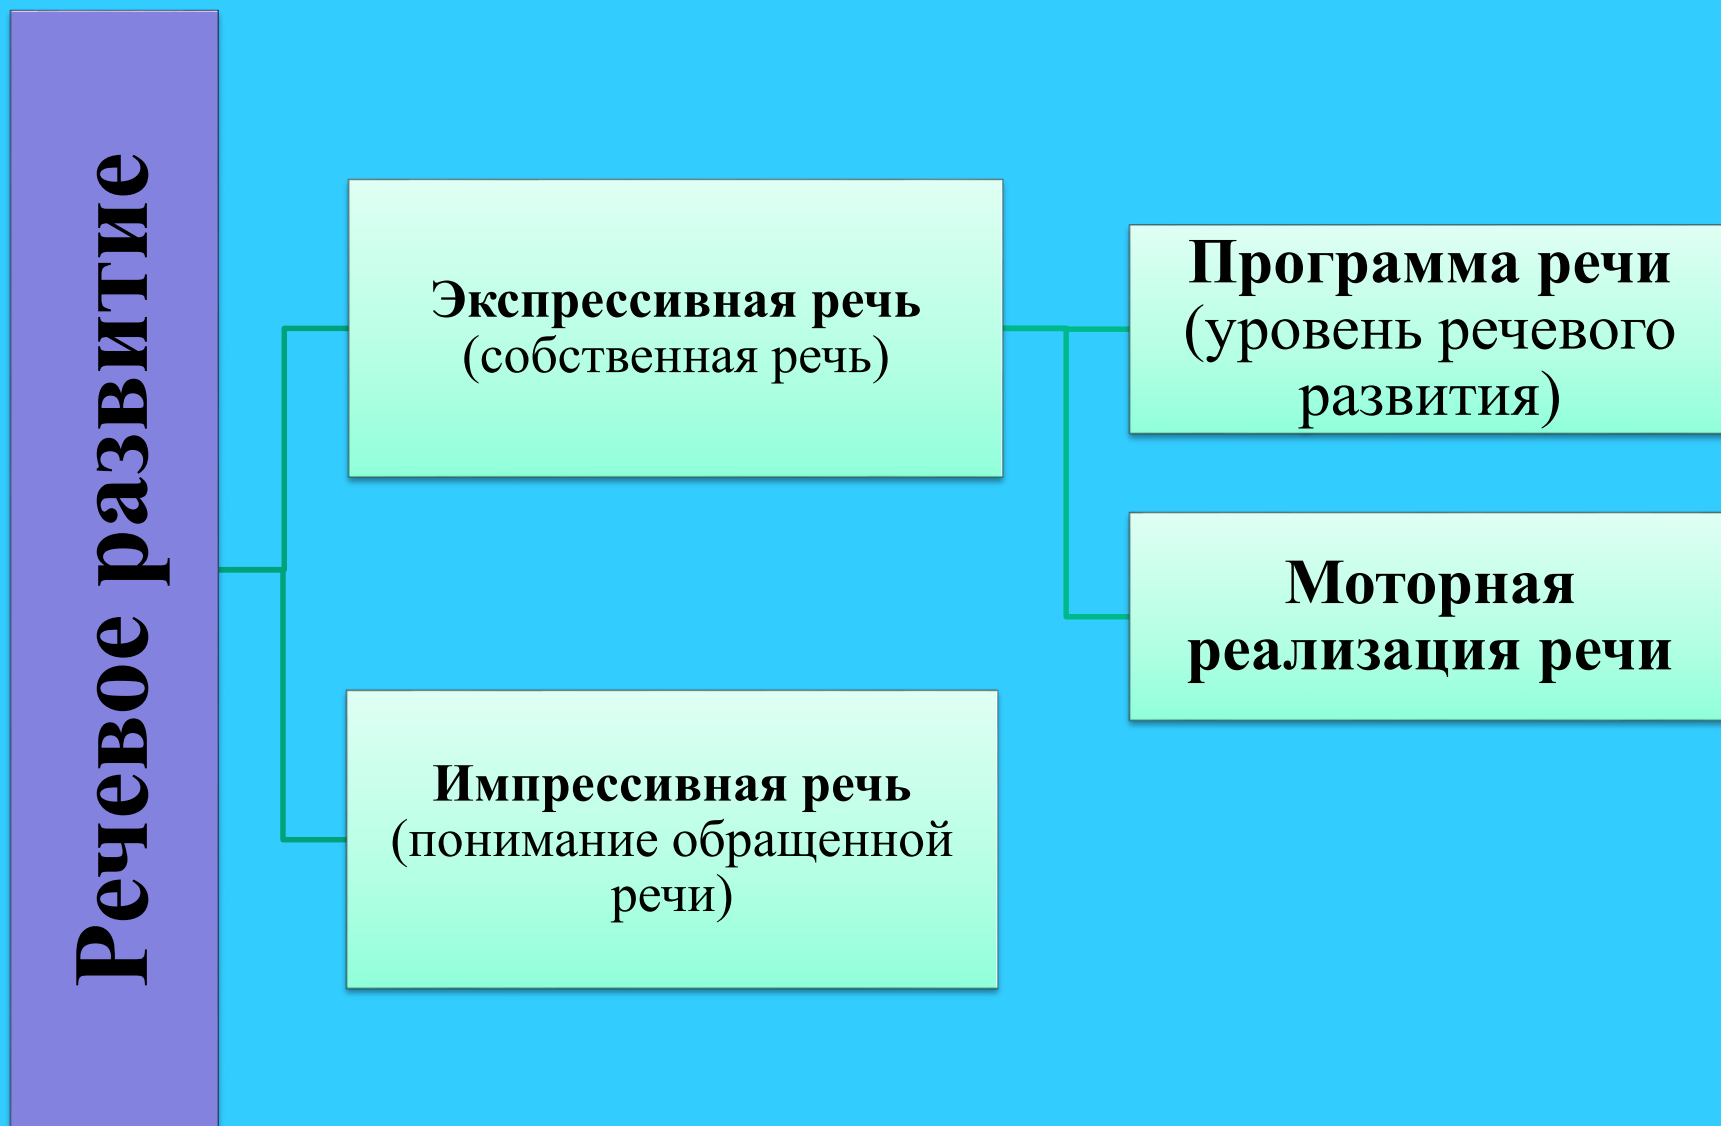 Речевое развитие
Экспрессивная речь
(собственная речь)
Программа речи
(уровень речевого
развития)
Моторная
реализация речи
Импрессивная речь
(понимание обращенной
речи)